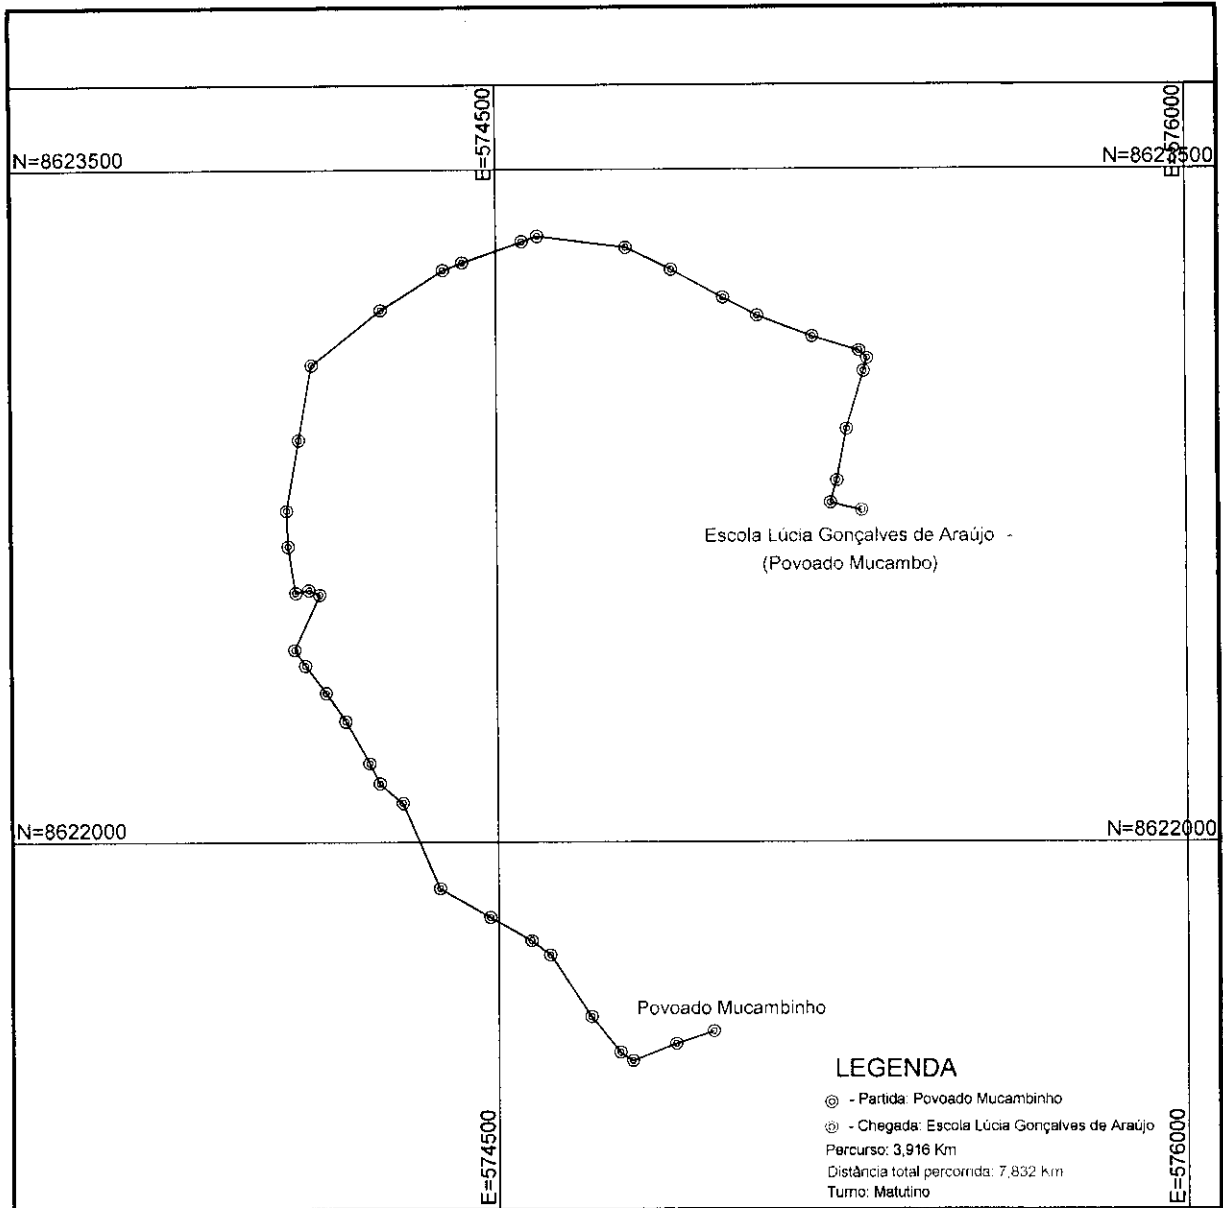 E=574500
E=576000
N=8623500
N=8623500
Escola Lúcia Gonçalves de Araújo -
(Povoado Mucambo)
N=8622000
N=8622000
Povoado Mucambinho
LEGENDA
- Partida: Povoado Mucambinho
- Chegada: Escola Lúcia Gonçalves de Araújo
Percurso: 3,916 Km
Distância total percorrida: 7,832 Km
Turno: Matutino
E=574500
E=576000